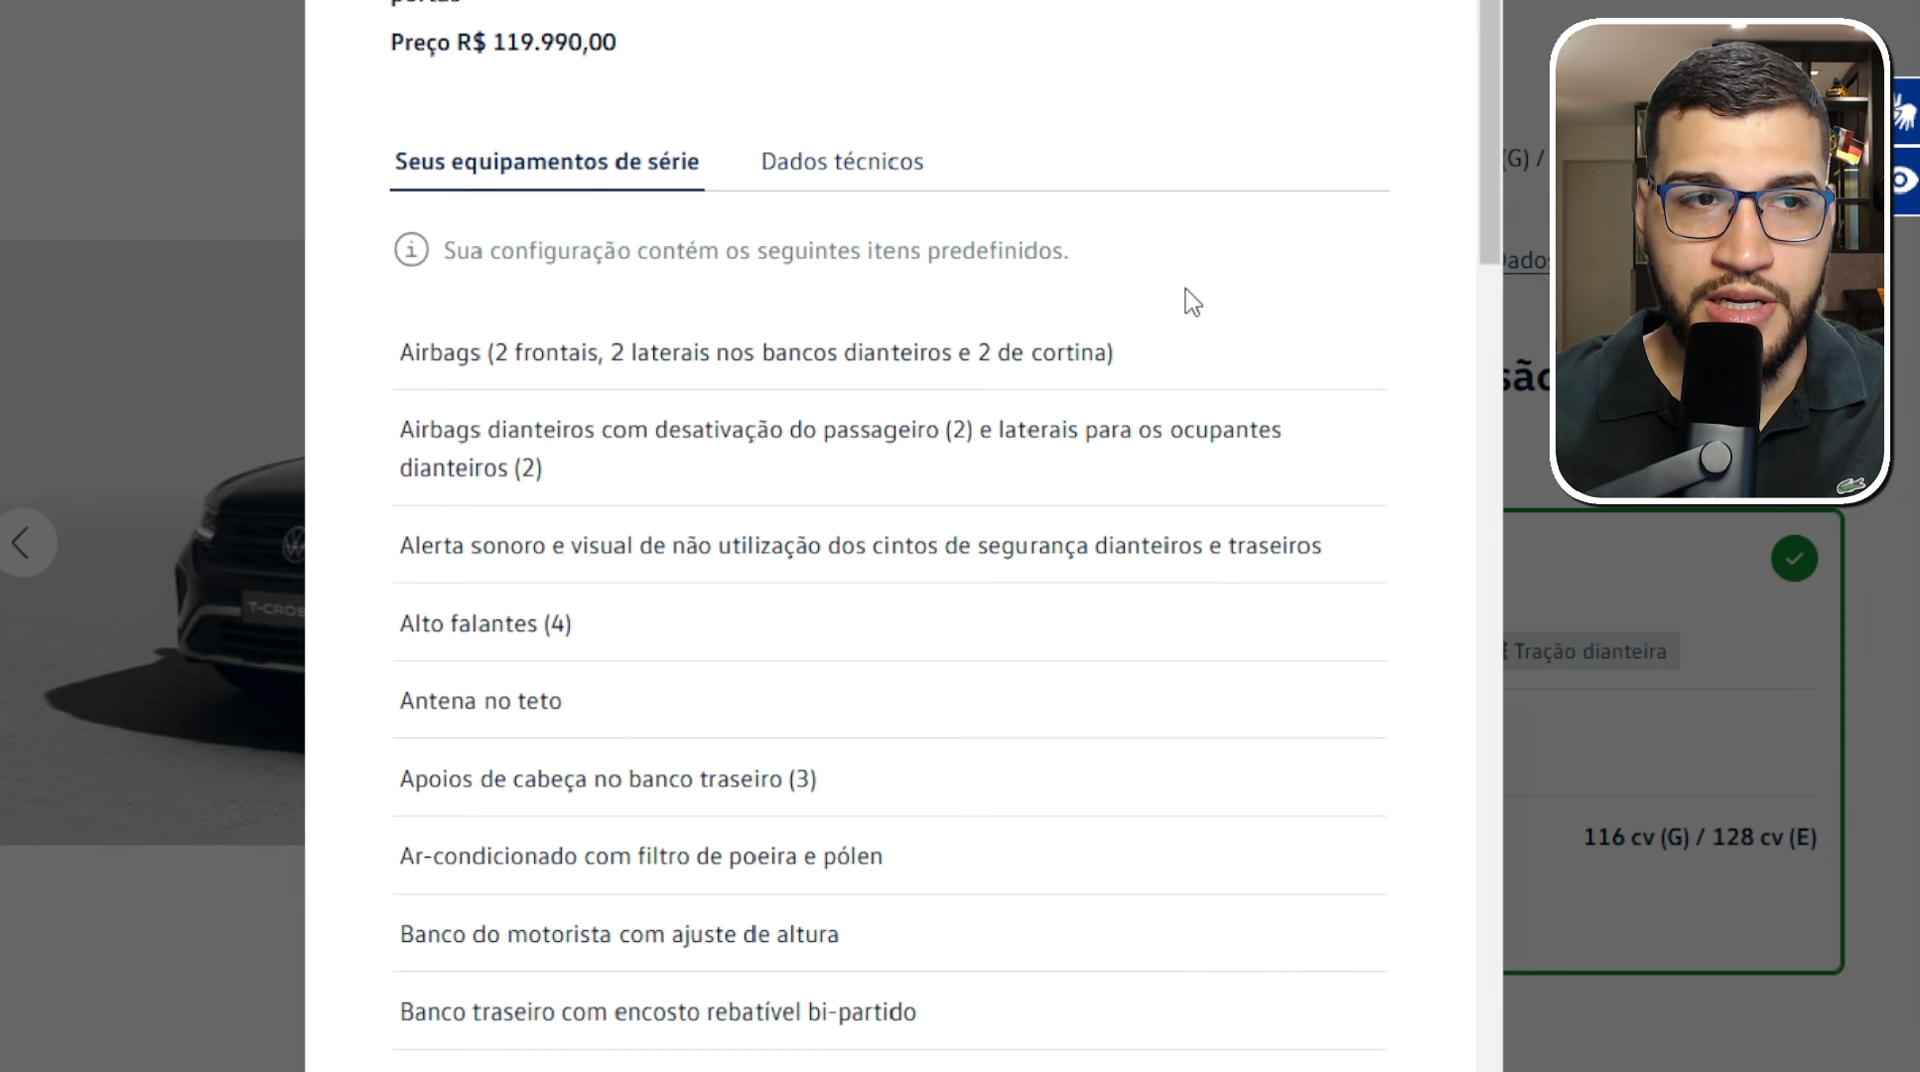 Preço R$ 119.990,00
Seus equipamentos de série
Dados técnicos
Sua configuração contém os seguintes itens predefinidos.
Airbags (2 frontais, 2 laterais nos bancos dianteiros e 2 de cortina)
Airbags dianteiros com desativação do passageiro (2) e laterais para os ocupantes
dianteiros (2)
Alerta sonoro e visual de não utilização dos cintos de segurança dianteiros e traseiros
Alto falantes (4)
Antena no teto
Apoios de cabeça no banco traseiro (3)
Ar-condicionado com filtro de poeira e pólen
Banco do motorista com ajuste de altura
Banco traseiro com encosto rebatível bi-partido
(G) /
Tração dianteira
116 cv (G) / 128 cv (E)